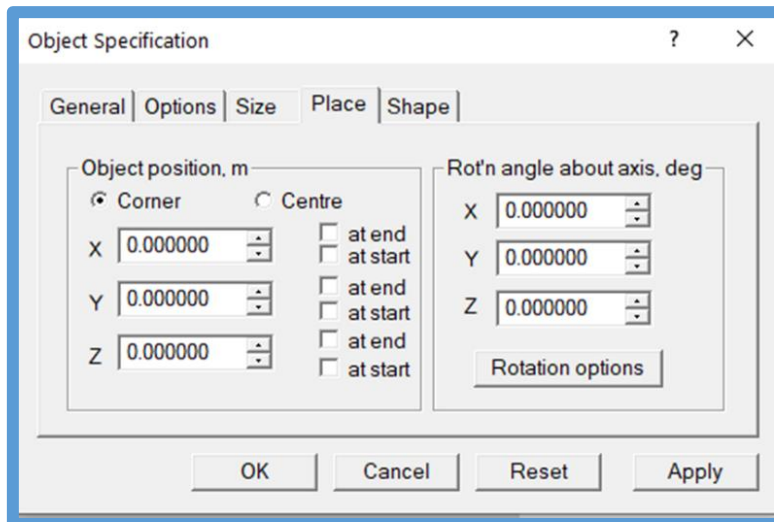 Object Specification ?
General Options Size Place Shape
Object position, m
Corner Centre
X 0.000000 at end
at start
Y 0.000000 at end
at start
Z 0.000000 at end
at start
Rot'n angle about axis, deg
X 0.000000
Y 0.000000
Z 0.000000
Rotation options
OK Cancel Reset Apply